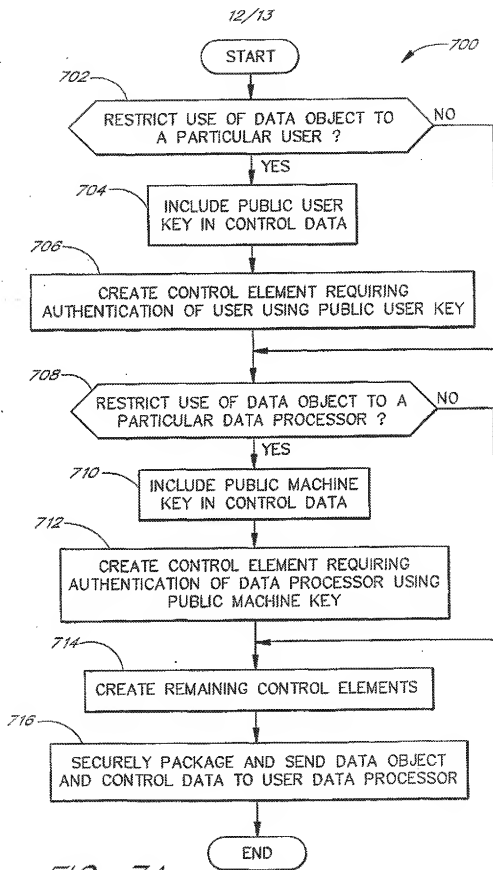 12/13
START
700
702
RESTRICT USE OF DATA OBJECT TO
A PARTICULAR USER ?
NO
YES
704
INCLUDE PUBLIC USER
KEY IN CONTROL DATA
706
CREATE CONTROL ELEMENT REQUIRING
AUTHENTICATION OF USER USING PUBLIC USER KEY
708
RESTRICT USE OF DATA OBJECT TO A
PARTICULAR DATA PROCESSOR ?
NO
YES
710
INCLUDE PUBLIC MACHINE
KEY IN CONTROL DATA
712
CREATE CONTROL ELEMENT REQUIRING
AUTHENTICATION OF DATA PROCESSOR USING
PUBLIC MACHINE KEY
714
CREATE REMAINING CONTROL ELEMENTS
716
SECURELY PACKAGE AND SEND DATA OBJECT
AND CONTROL DATA TO USER DATA PROCESSOR
END